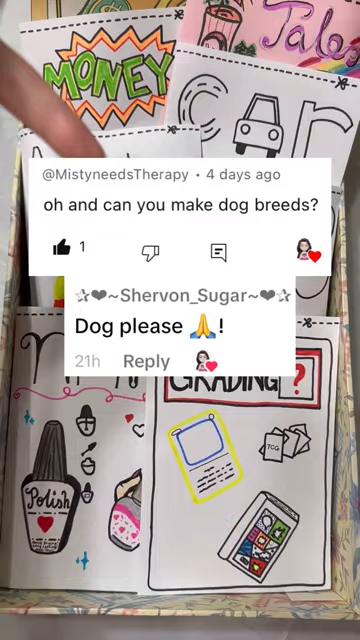 Tales
MONEY
car
@MistyneedsTherapy • 4 days ago
oh and can you make dog breeds?
1
✰❤~Shervon_Sugar~❤✰
Dog please 🙏!
21h Reply
GRADING ?
TCG
Polish